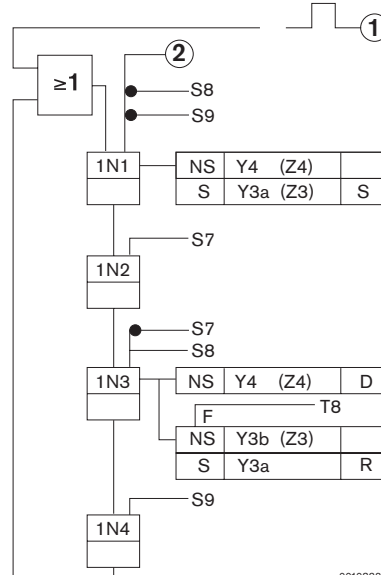 1
2
≥1
S8
S9
1N1
NS Y4 (Z4)
S Y3a (Z3) S
S7
1N2
S7
S8
1N3
NS Y4 (Z4) D
T8
F
NS Y3b (Z3)
S Y3a R
S9
1N4